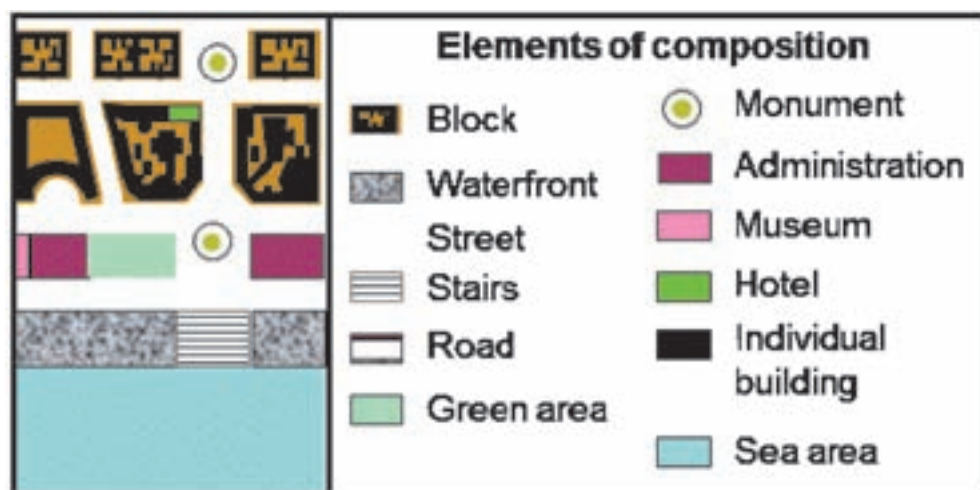 Elements of composition
Block
Waterfront
Street
Stairs
Road
Green area
Monument
Administration
Museum
Hotel
Individual
building
Sea area